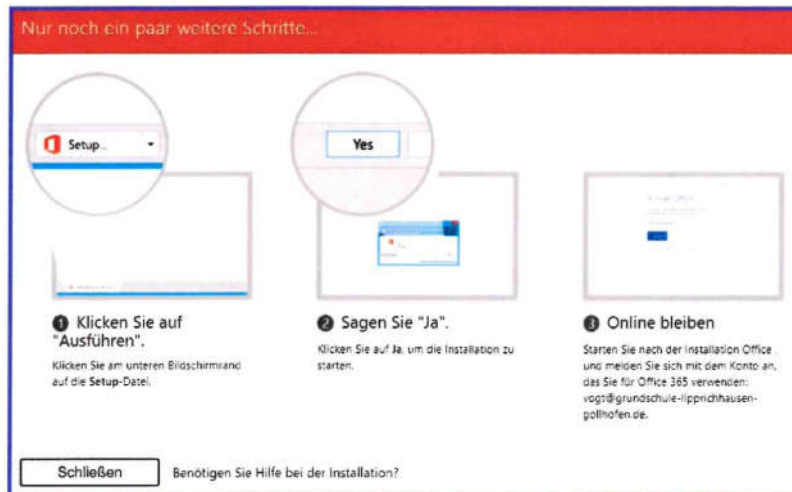 Nur noch ein paar weitere Schritte...
Setup..
Yes
❶ Klicken Sie auf
"Ausführen".
Klicken Sie am unteren Bildschirmrand
auf die Setup-Datei.
❷ Sagen Sie "Ja".
Klicken Sie auf Ja, um die Installation zu
starten.
❸ Online bleiben
Starten Sie nach der Installation Office
und melden Sie sich mit dem Konto an,
das Sie für Office 365 verwenden:
vogt@grundschule-lipprichhausen-
gollhofen.de.
Schließen
Benötigen Sie Hilfe bei der Installation?